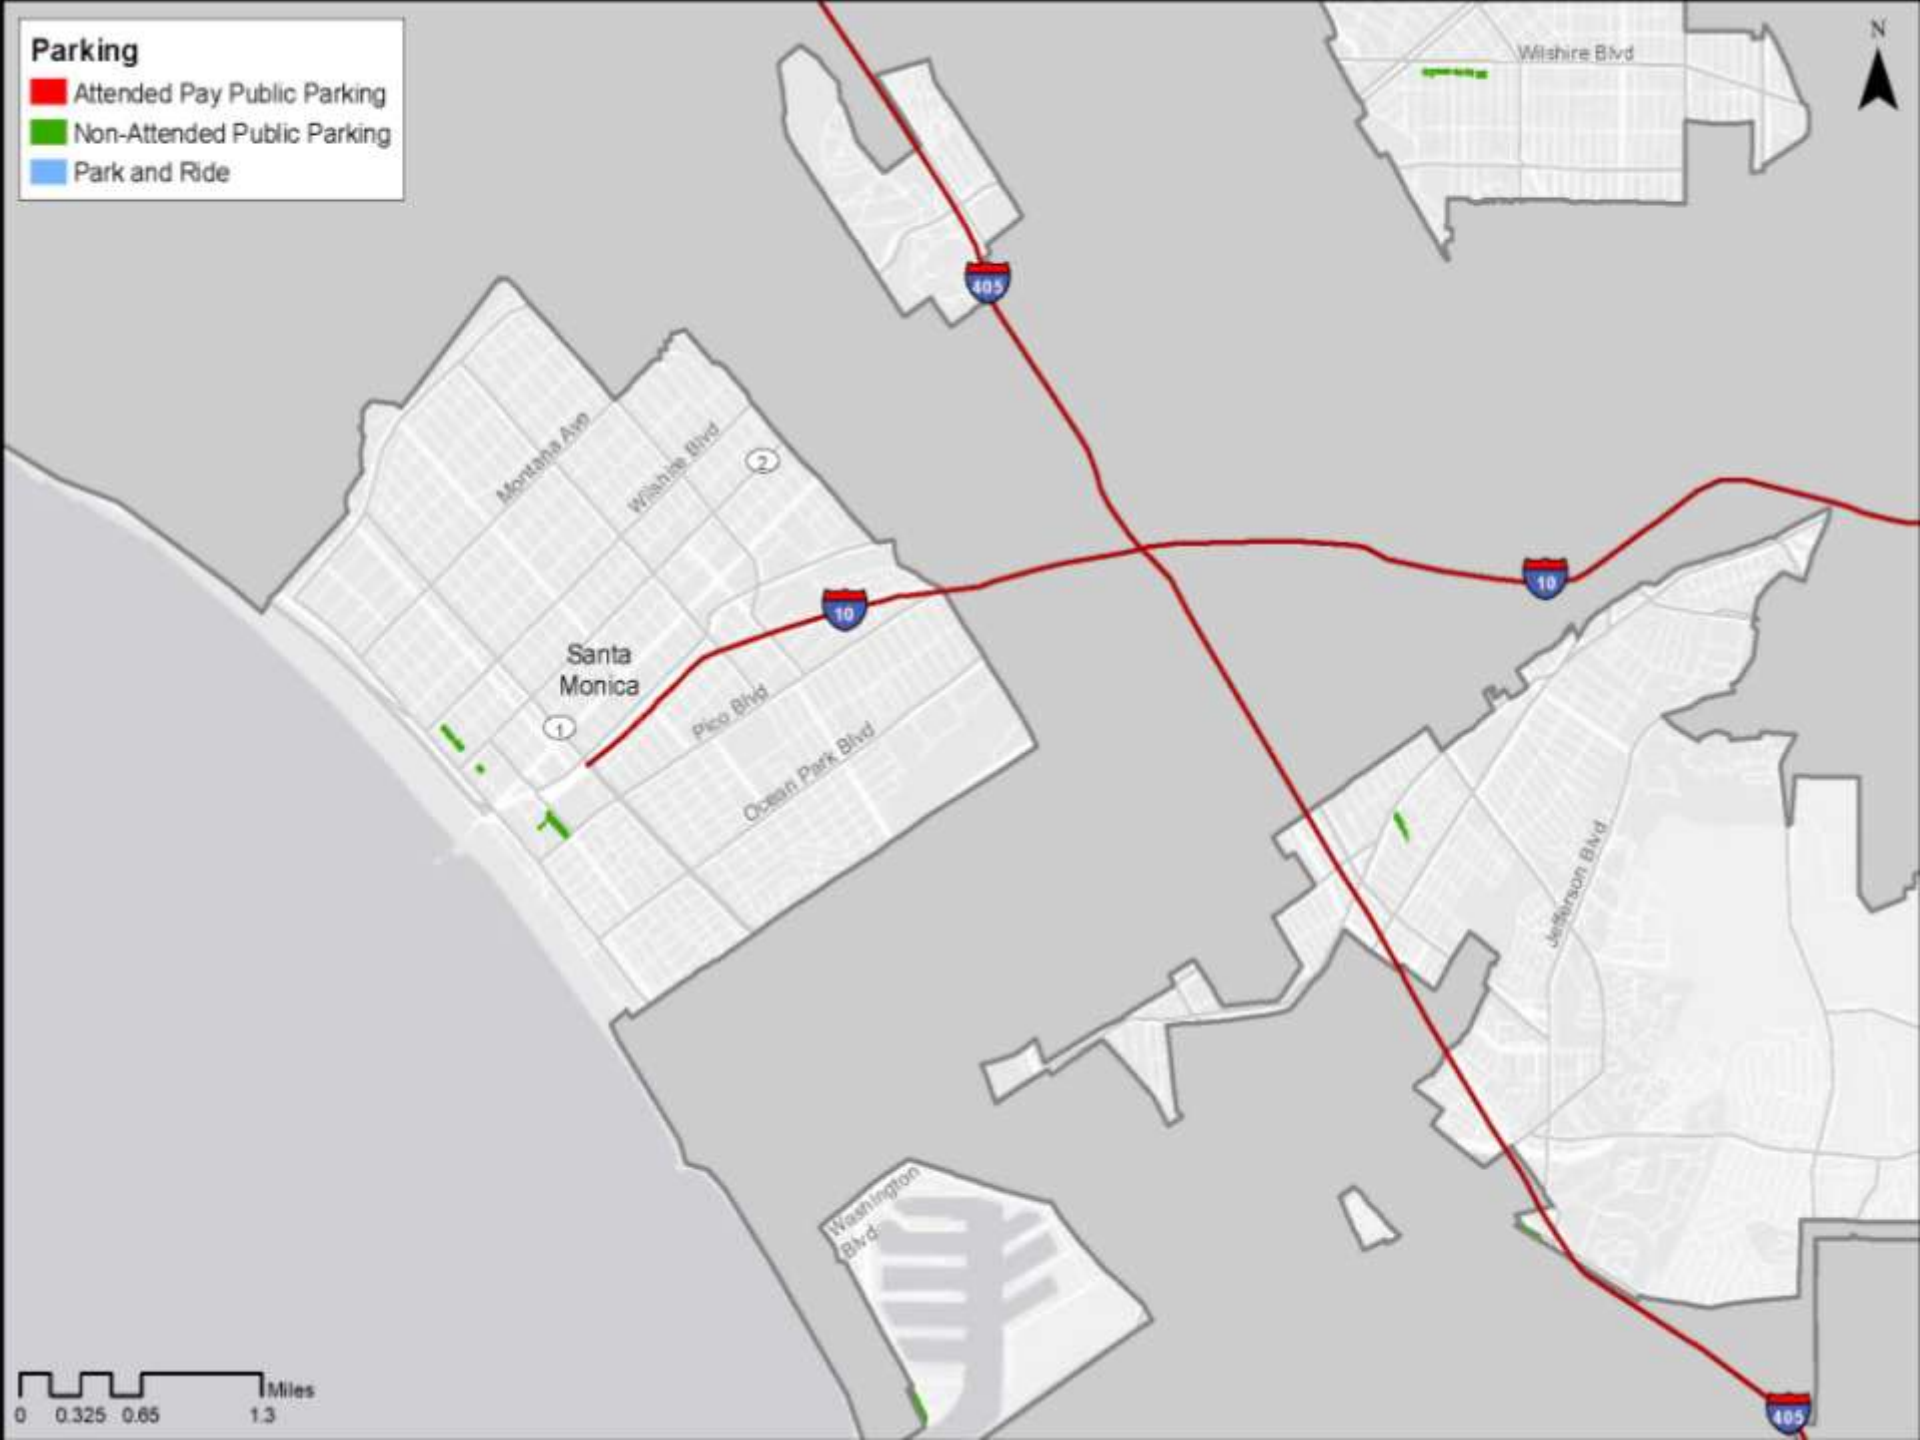 Parking
Attended Pay Public Parking
Non-Attended Public Parking
Park and Ride
Wilshire Blvd
N
405
Montana Ave
Wilshire Blvd
2
10
10
Santa
Monica
1
Pico Blvd
Ocean Park Blvd
Jefferson Blvd
Washington
Blvd
Miles
0 0.325 0.65 1.3
405